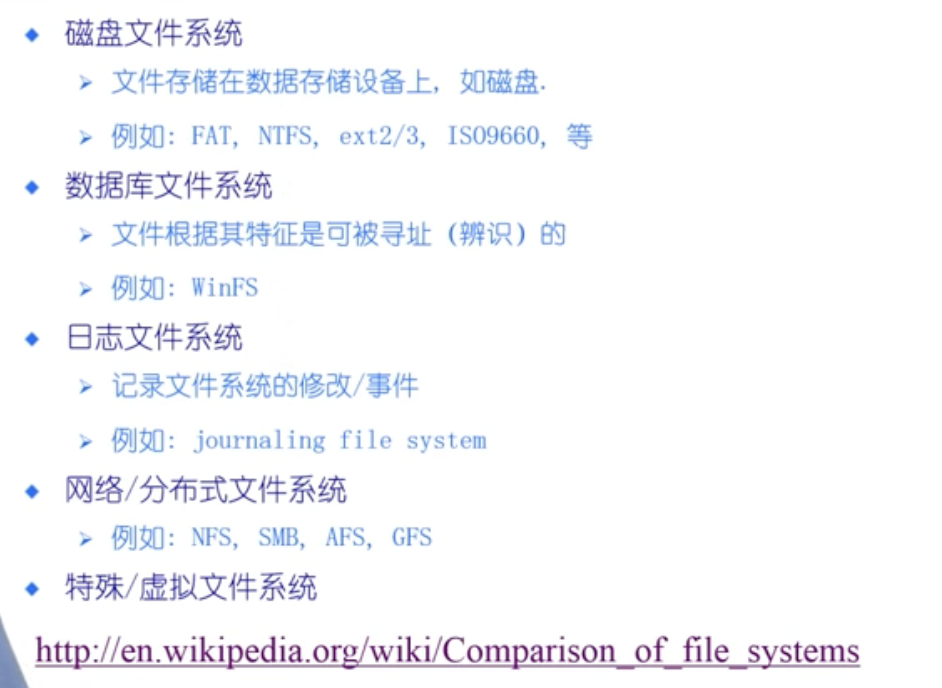 磁盘文件系统
文件存储在数据存储设备上, 如磁盘.
例如: FAT, NTFS, ext2/3, ISO9660, 等
数据库文件系统
文件根据其特征是可被寻址（辨识）的
例如: WinFS
日志文件系统
记录文件系统的修改/事件
例如: journaling file system
网络/分布式文件系统
例如: NFS, SMB, AFS, GFS
特殊/虚拟文件系统
http://en.wikipedia.org/wiki/Comparison_of_file_systems